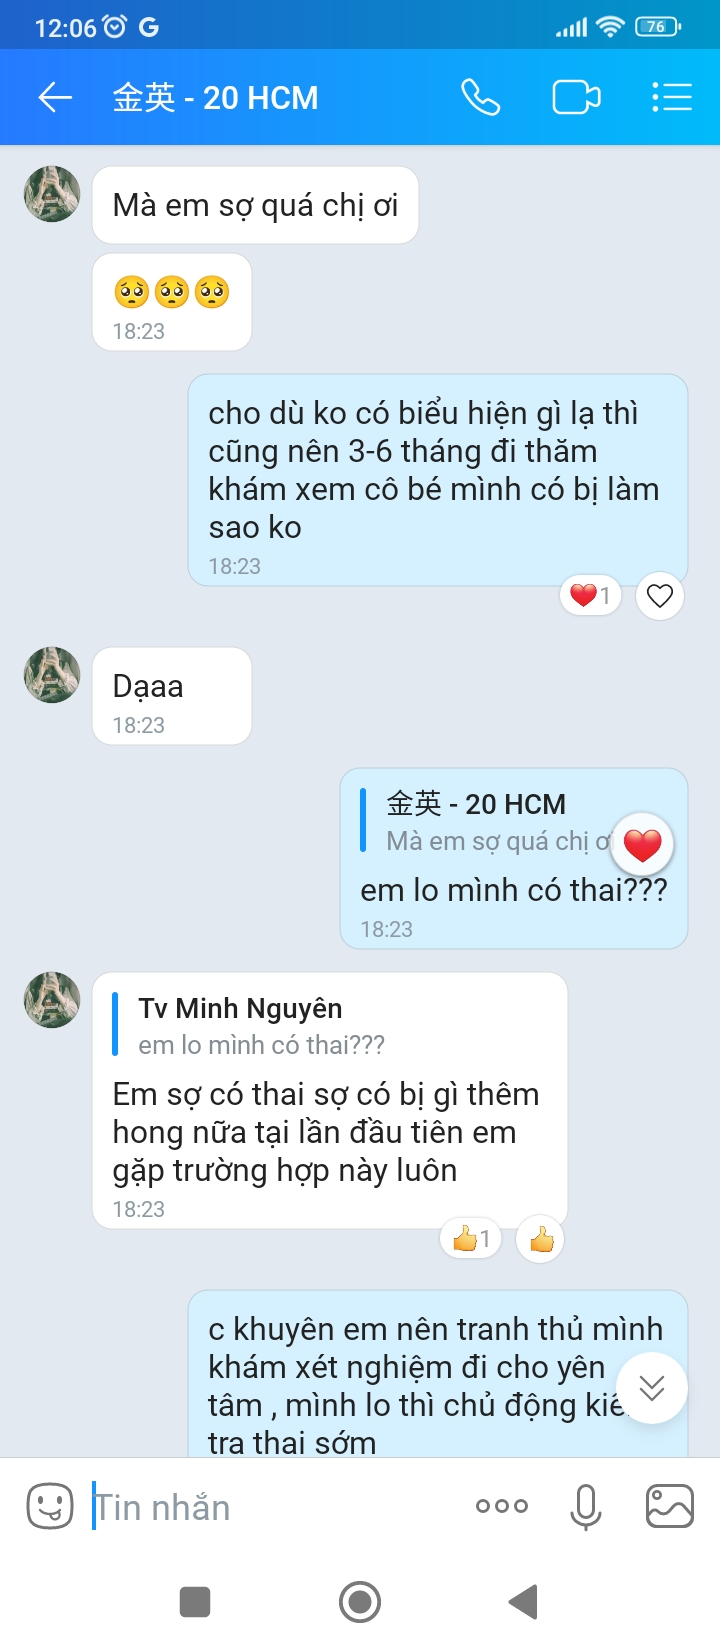 12:06
76
金英 - 20 HCM
Mà em sợ quá chị ơi
🥺🥺🥺
18:23
cho dù ko có biểu hiện gì lạ thì
cũng nên 3-6 tháng đi thăm
khám xem cô bé mình có bị làm
sao ko
18:23
1
Dạaa
18:23
金英 - 20 HCM
Mà em sợ quá chị ơi
em lo mình có thai???
18:23
Tv Minh Nguyên
em lo mình có thai???
Em sợ có thai sợ có bị gì thêm
hong nữa tại lần đầu tiên em
gặp trường hợp này luôn
18:23
1
c khuyên em nên tranh thủ mình
khám xét nghiệm đi cho yên
tâm , mình lo thì chủ động
tra thai sớm
Tin nhắn